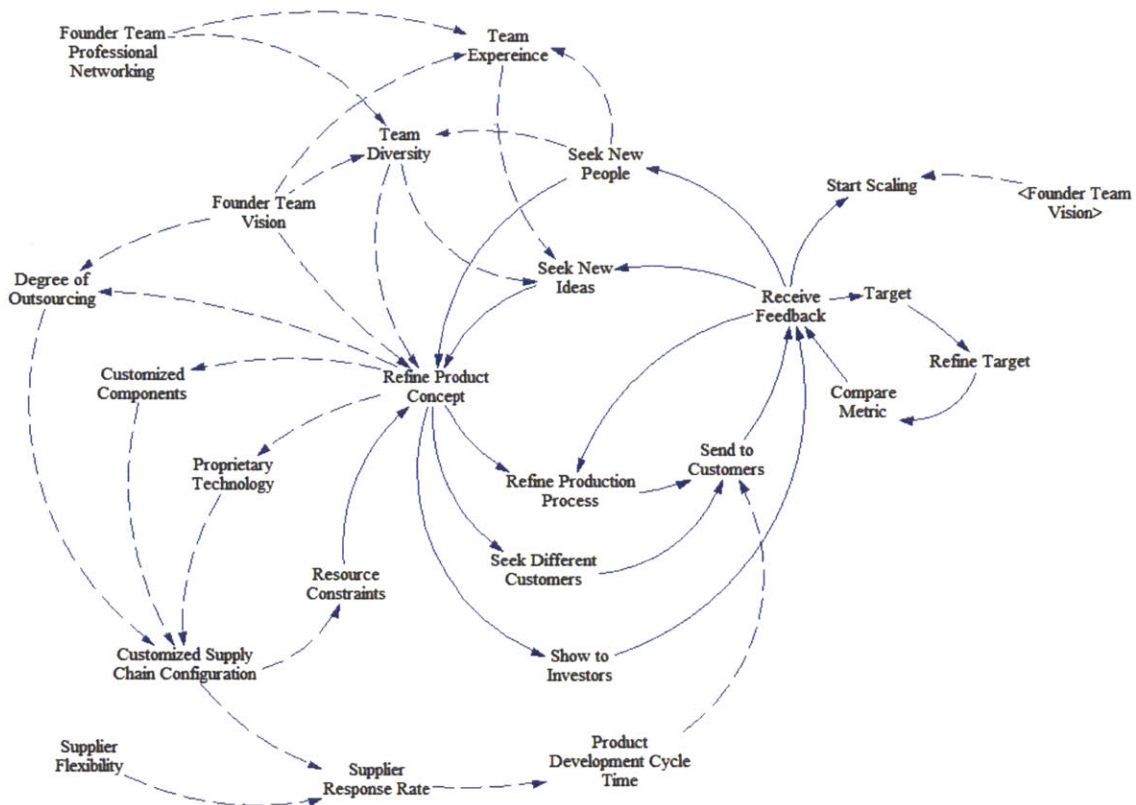 Founder Team
Professional
Networking
Team
Expereince
Team
Diversity
Seek New
People
Start Scaling
<Founder Team
Vision>
Founder Team
Vision
Degree of
Outsourcing
Seek New
Ideas
Receive
Feedback
Target
Refine Target
Customized
Components
Refine Product
Concept
Compare
Metric
Proprietary
Technology
Refine Production
Process
Send to
Customers
Resource
Constraints
Seek Different
Customers
Customized Supply
Chain Configuration
Show to
Investors
Supplier
Flexibility
Supplier
Response Rate
Product
Development Cycle
Time